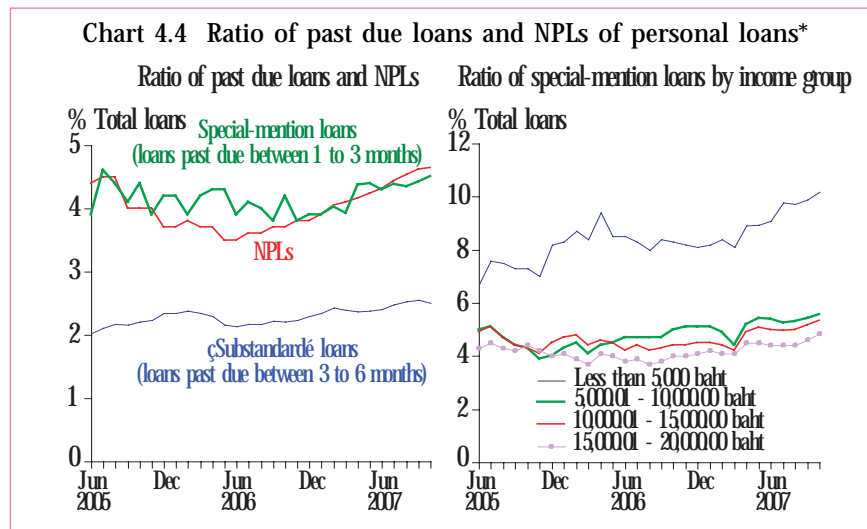 Chart 4.4 Ratio of past due loans and NPLs of personal loans*
Ratio of past due loans and NPLs
% Total loans
5
4
3
2
1
0
Special-mention loans
(loans past due between 1 to 3 months)
NPLs
çSubstandardé loans
(loans past due between 3 to 6 months)
Jun Dec Jun Dec Jun
2005 2006 2007
Ratio of special-mention loans by income group
% Total loans
12
10
8
6
4
2
0
Less than 5,000 baht
5,000.01 - 10,000.00 baht
10,000.01 - 15,000.00 baht
15,000.01 - 20,000.00 baht
Jun Dec Jun Dec Jun
2005 2006 2007